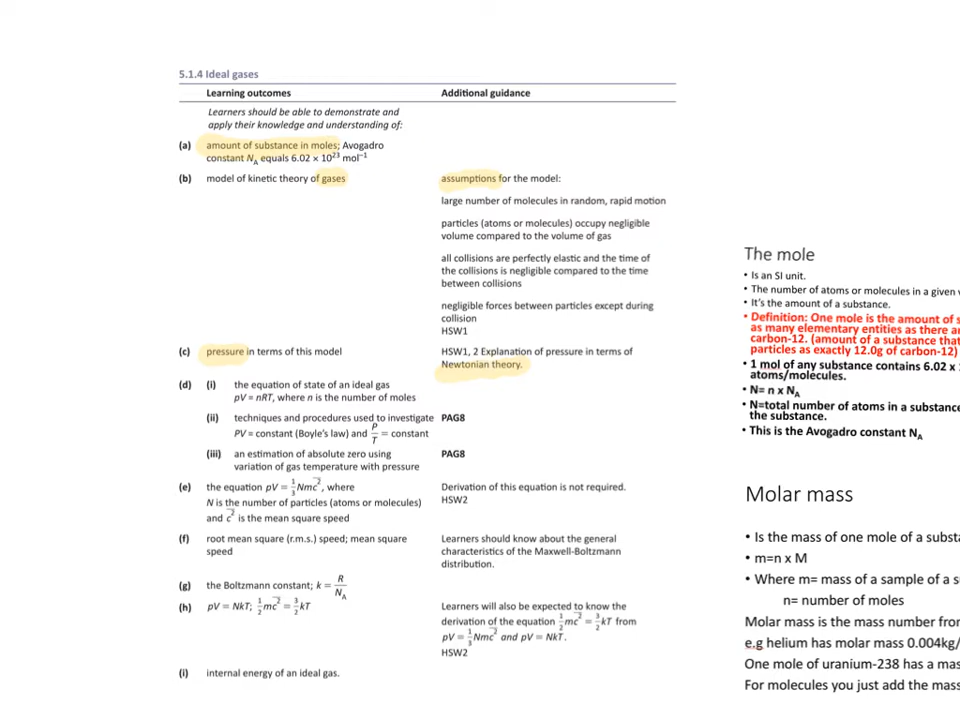 5.1.4 Ideal gases
Learning outcomes
Additional guidance
Learners should be able to demonstrate and
apply their knowledge and understanding of:
(a) amount of substance in moles; Avogadro
constant N_A equals 6.02 × 10²³ mol⁻¹
(b) model of kinetic theory of gases
assumptions for the model:
large number of molecules in random, rapid motion
particles (atoms or molecules) occupy negligible
volume compared to the volume of gas
all collisions are perfectly elastic and the time of
the collisions is negligible compared to the time
between collisions
negligible forces between particles except during
collision
HSW1
(c) pressure in terms of this model
HSW1, 2 Explanation of pressure in terms of
Newtonian theory.
(d) (i) the equation of state of an ideal gas
pV = nRT, where n is the number of moles
(ii) techniques and procedures used to investigate PAG8
PV = constant (Boyle's law) and P/T = constant
(iii) an estimation of absolute zero using PAG8
variation of gas temperature with pressure
(e) the equation pV = 1/3 Nmc̅², where
N is the number of particles (atoms or molecules)
and c̅² is the mean square speed
Derivation of this equation is not required.
HSW2
(f) root mean square (r.m.s.) speed; mean square
speed
Learners should know about the general
characteristics of the Maxwell-Boltzmann
distribution.
(g) the Boltzmann constant; k = R/N_A
(h) pV = NkT; 1/2 mc̅² = 3/2 kT
Learners will also be expected to know the
derivation of the equation 1/2 mc̅² = 3/2 kT from
pV = 1/3 Nmc̅² and pV = NkT.
HSW2
(i) internal energy of an ideal gas.
The mole
• Is an SI unit.
• The number of atoms or molecules in a given
• It's the amount of a substance.
• Definition: One mole is the amount of
as many elementary entities as there
carbon-12. (amount of a substance that
particles as exactly 12.0g of carbon-12)
• 1 mol of any substance contains 6.02 x
atoms/molecules.
• N= n x N_A
• N=total number of atoms in a substance
the substance.
• This is the Avogadro constant N_A
Molar mass
• Is the mass of one mole of a
• m=n x M
• Where m= mass of a sample of a
n= number of moles
Molar mass is the mass number
e.g helium has molar mass 0.004kg/
One mole of uranium-238 has a
For molecules you just add the